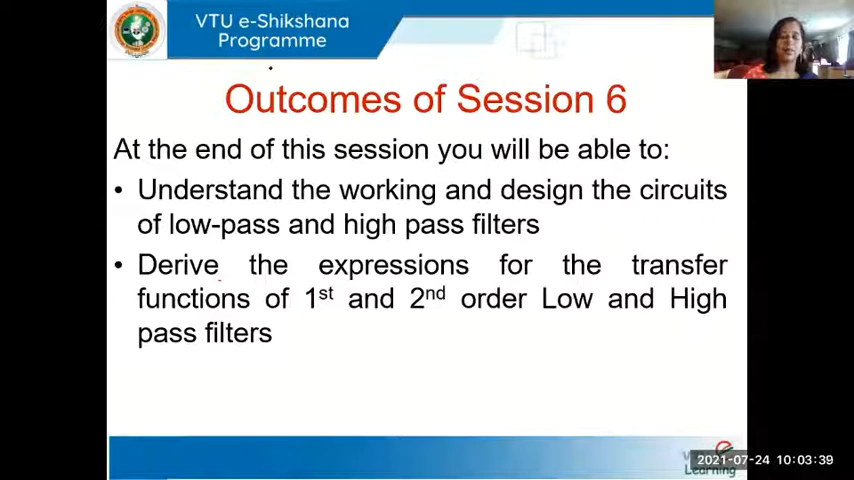 VTU e-Shikshana
Programme
Outcomes of Session 6
At the end of this session you will be able to:
• Understand the working and design the circuits
of low-pass and high pass filters
• Derive the expressions for the transfer
functions of 1st and 2nd order Low and High
pass filters
2021-07-24 10:03:39
Learning